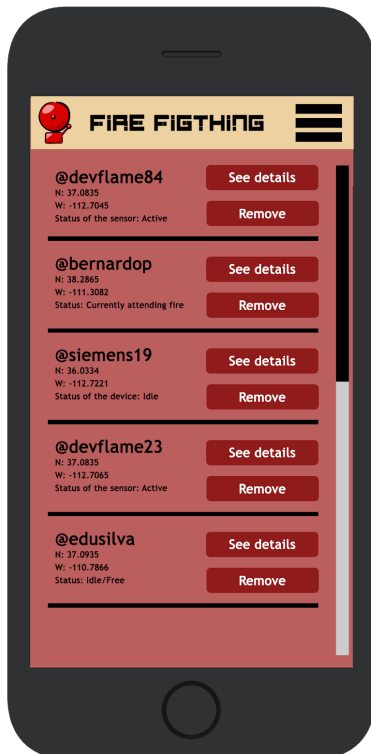 FIRE FIGTHING
@devflame84
N: 37.0835
W: -112.7045
Status of the sensor: Active
See details
Remove
@bernardop
N: 38.2865
W: -111.3082
Status: Currently attending fire
See details
Remove
@siemens19
N: 36.0334
W: -112.7221
Status of the device: Idle
See details
Remove
@devflame23
N: 37.0835
W: -112.7065
Status of the sensor: Active
See details
Remove
@edusilva
N: 37.0935
W: -110.7866
Status: Idle/Free
See details
Remove